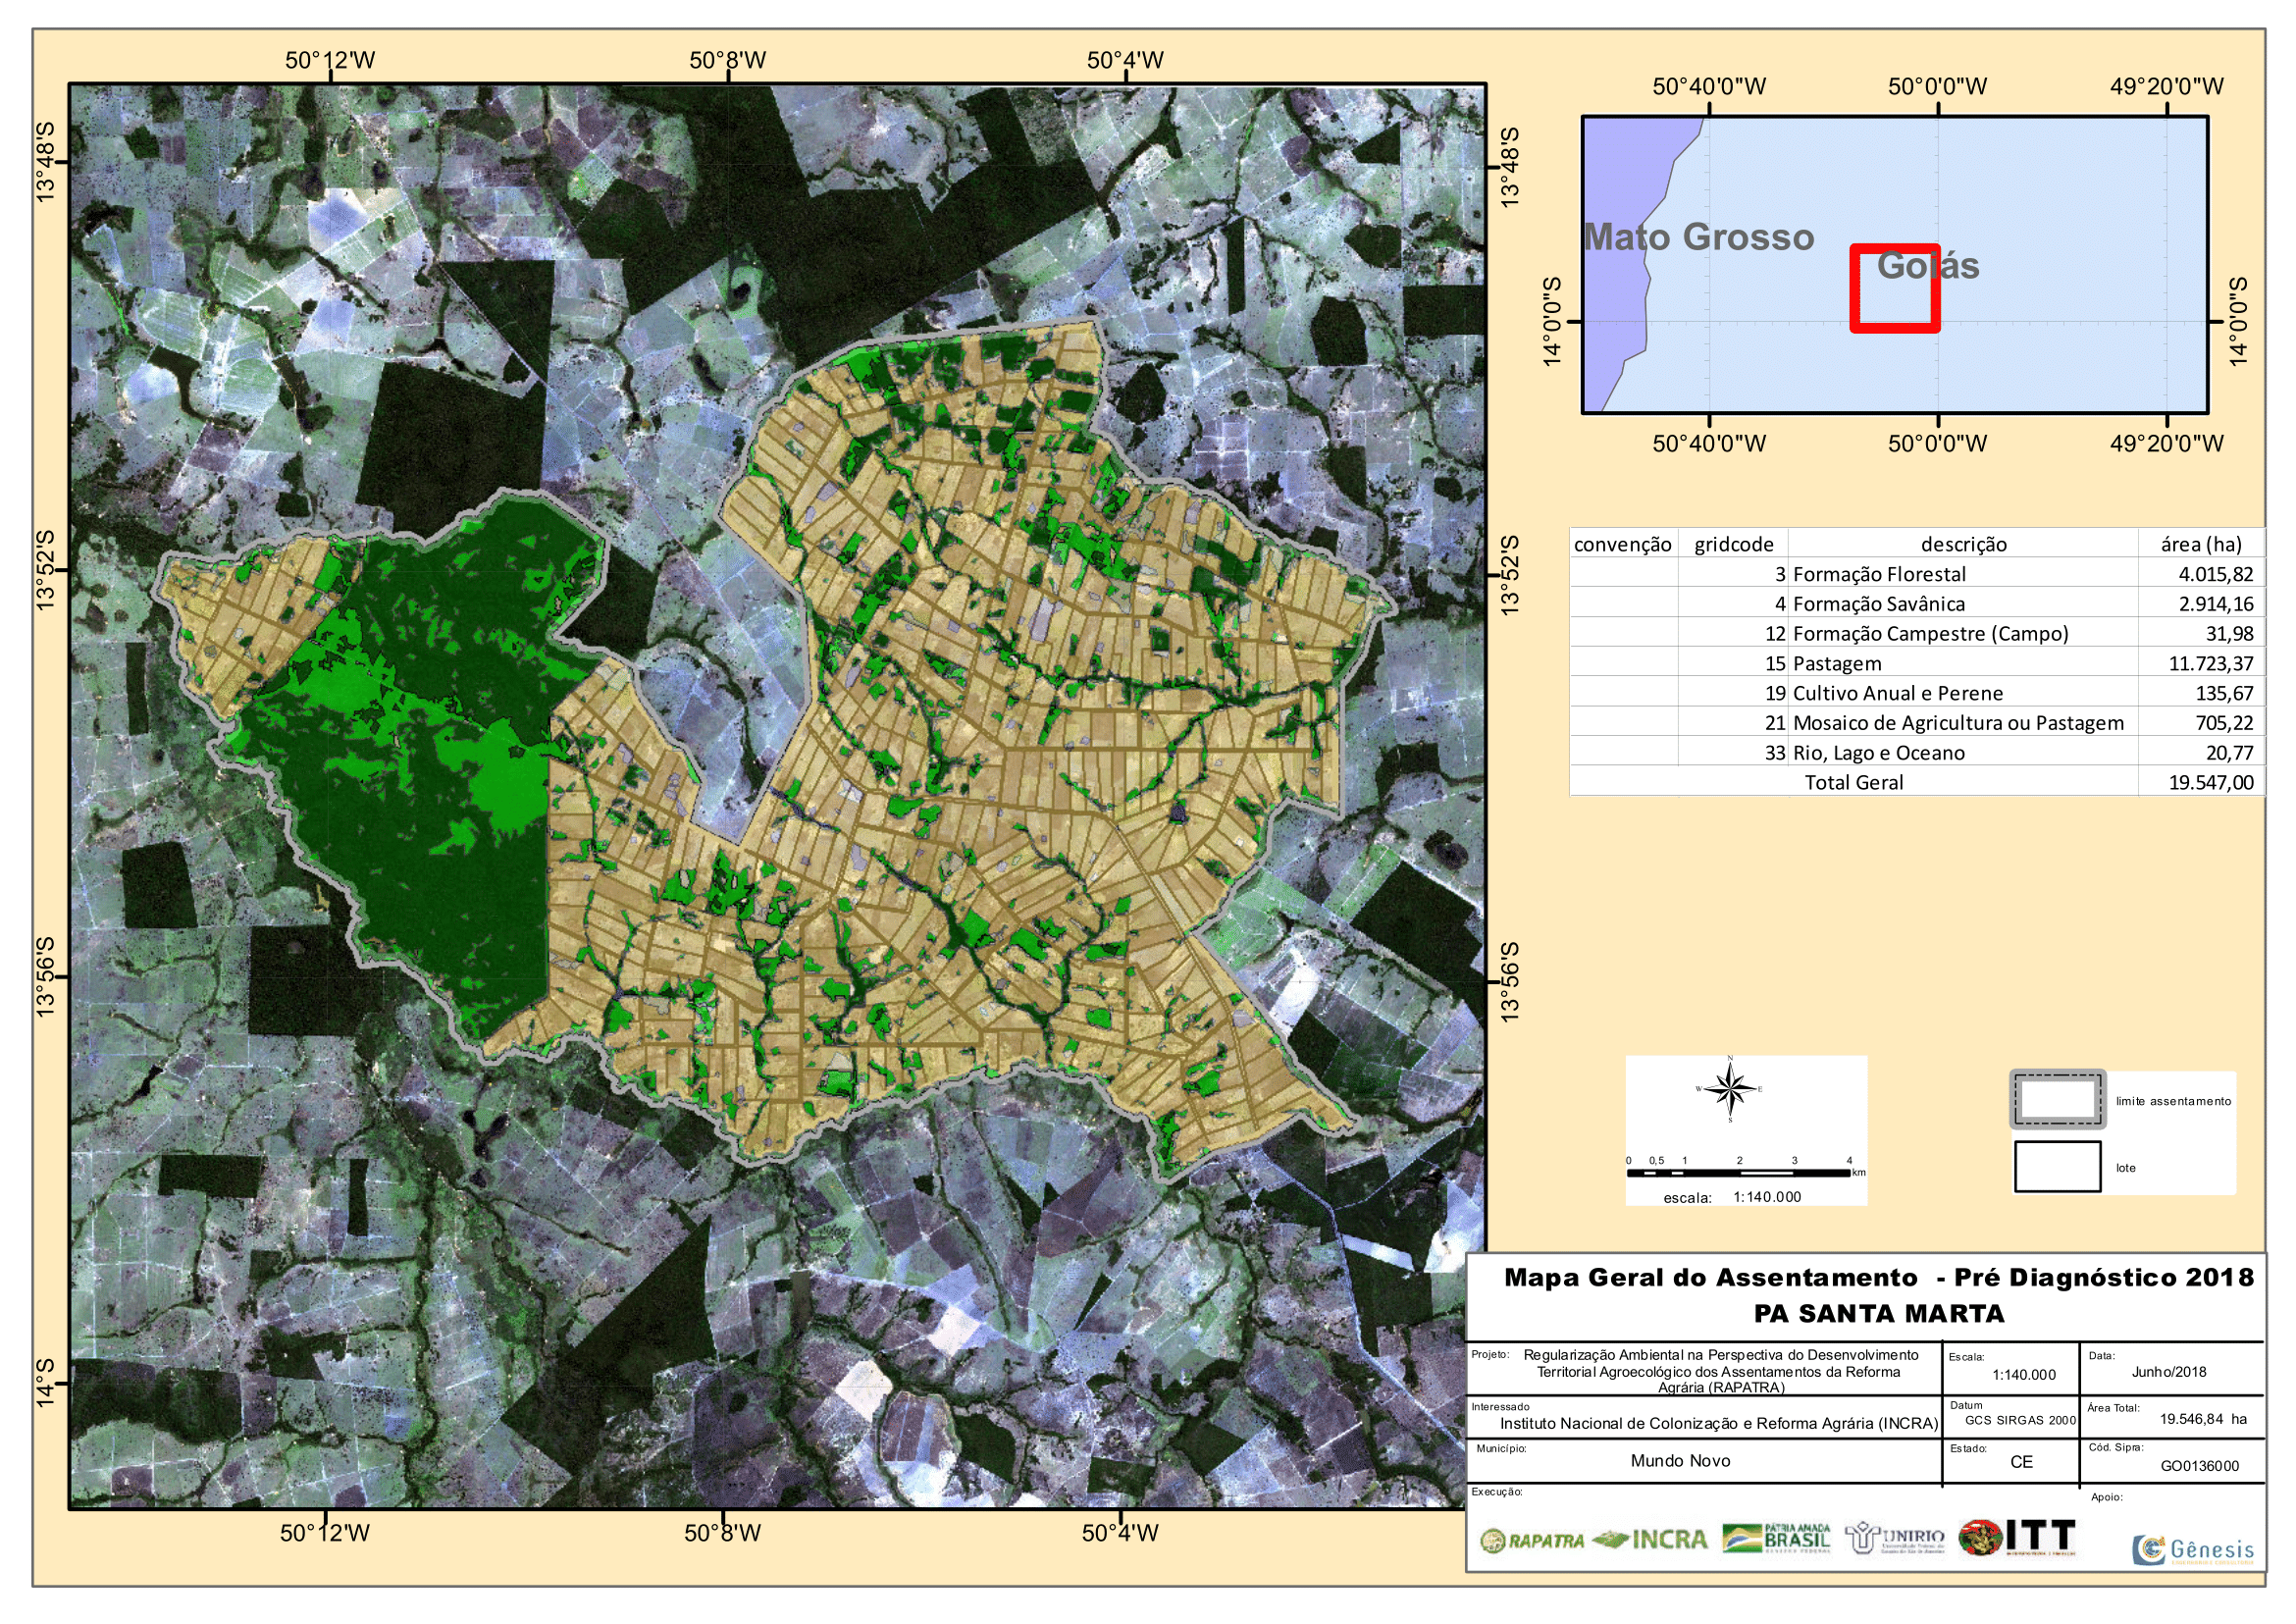 50°12'W 50°8'W 50°4'W
13°48'S 13°48'S
13°52'S 13°52'S
13°56'S 13°56'S
14°S
50°12'W 50°8'W 50°4'W
50°40'0"W 50°0'0"W 49°20'0"W
Mato Grosso
Goiás
14°0'0"S 14°0'0"S
50°40'0"W 50°0'0"W 49°20'0"W
convenção gridcode descrição área (ha)
3 Formação Florestal 4.015,82
4 Formação Savânica 2.914,16
12 Formação Campestre (Campo) 31,98
15 Pastagem 11.723,37
19 Cultivo Anual e Perene 135,67
21 Mosaico de Agricultura ou Pastagem 705,22
33 Rio, Lago e Oceano 20,77
Total Geral 19.547,00
N
W E
S
0 0,5 1 2 3 4
km
escala: 1:140.000
limite assentamento
lote
Mapa Geral do Assentamento - Pré Diagnóstico 2018
PA SANTA MARTA
Projeto: Regularização Ambiental na Perspectiva do Desenvolvimento
Territorial Agroecológico dos Assentamentos da Reforma
Agrária (RAPATRA)
Escala:
1:140.000
Data:
Junho/2018
Interessado
Instituto Nacional de Colonização e Reforma Agrária (INCRA)
Datum
GCS SIRGAS 2000
Área Total:
19.546,84 ha
Município:
Mundo Novo
Estado:
CE
Cód. Sipra:
GO0136000
Execução:
Apoio:
RAPATRA
INCRA
PÁTRIA AMADA
BRASIL
GOVERNO FEDERAL
UNIRIO
ITT
Gênesis